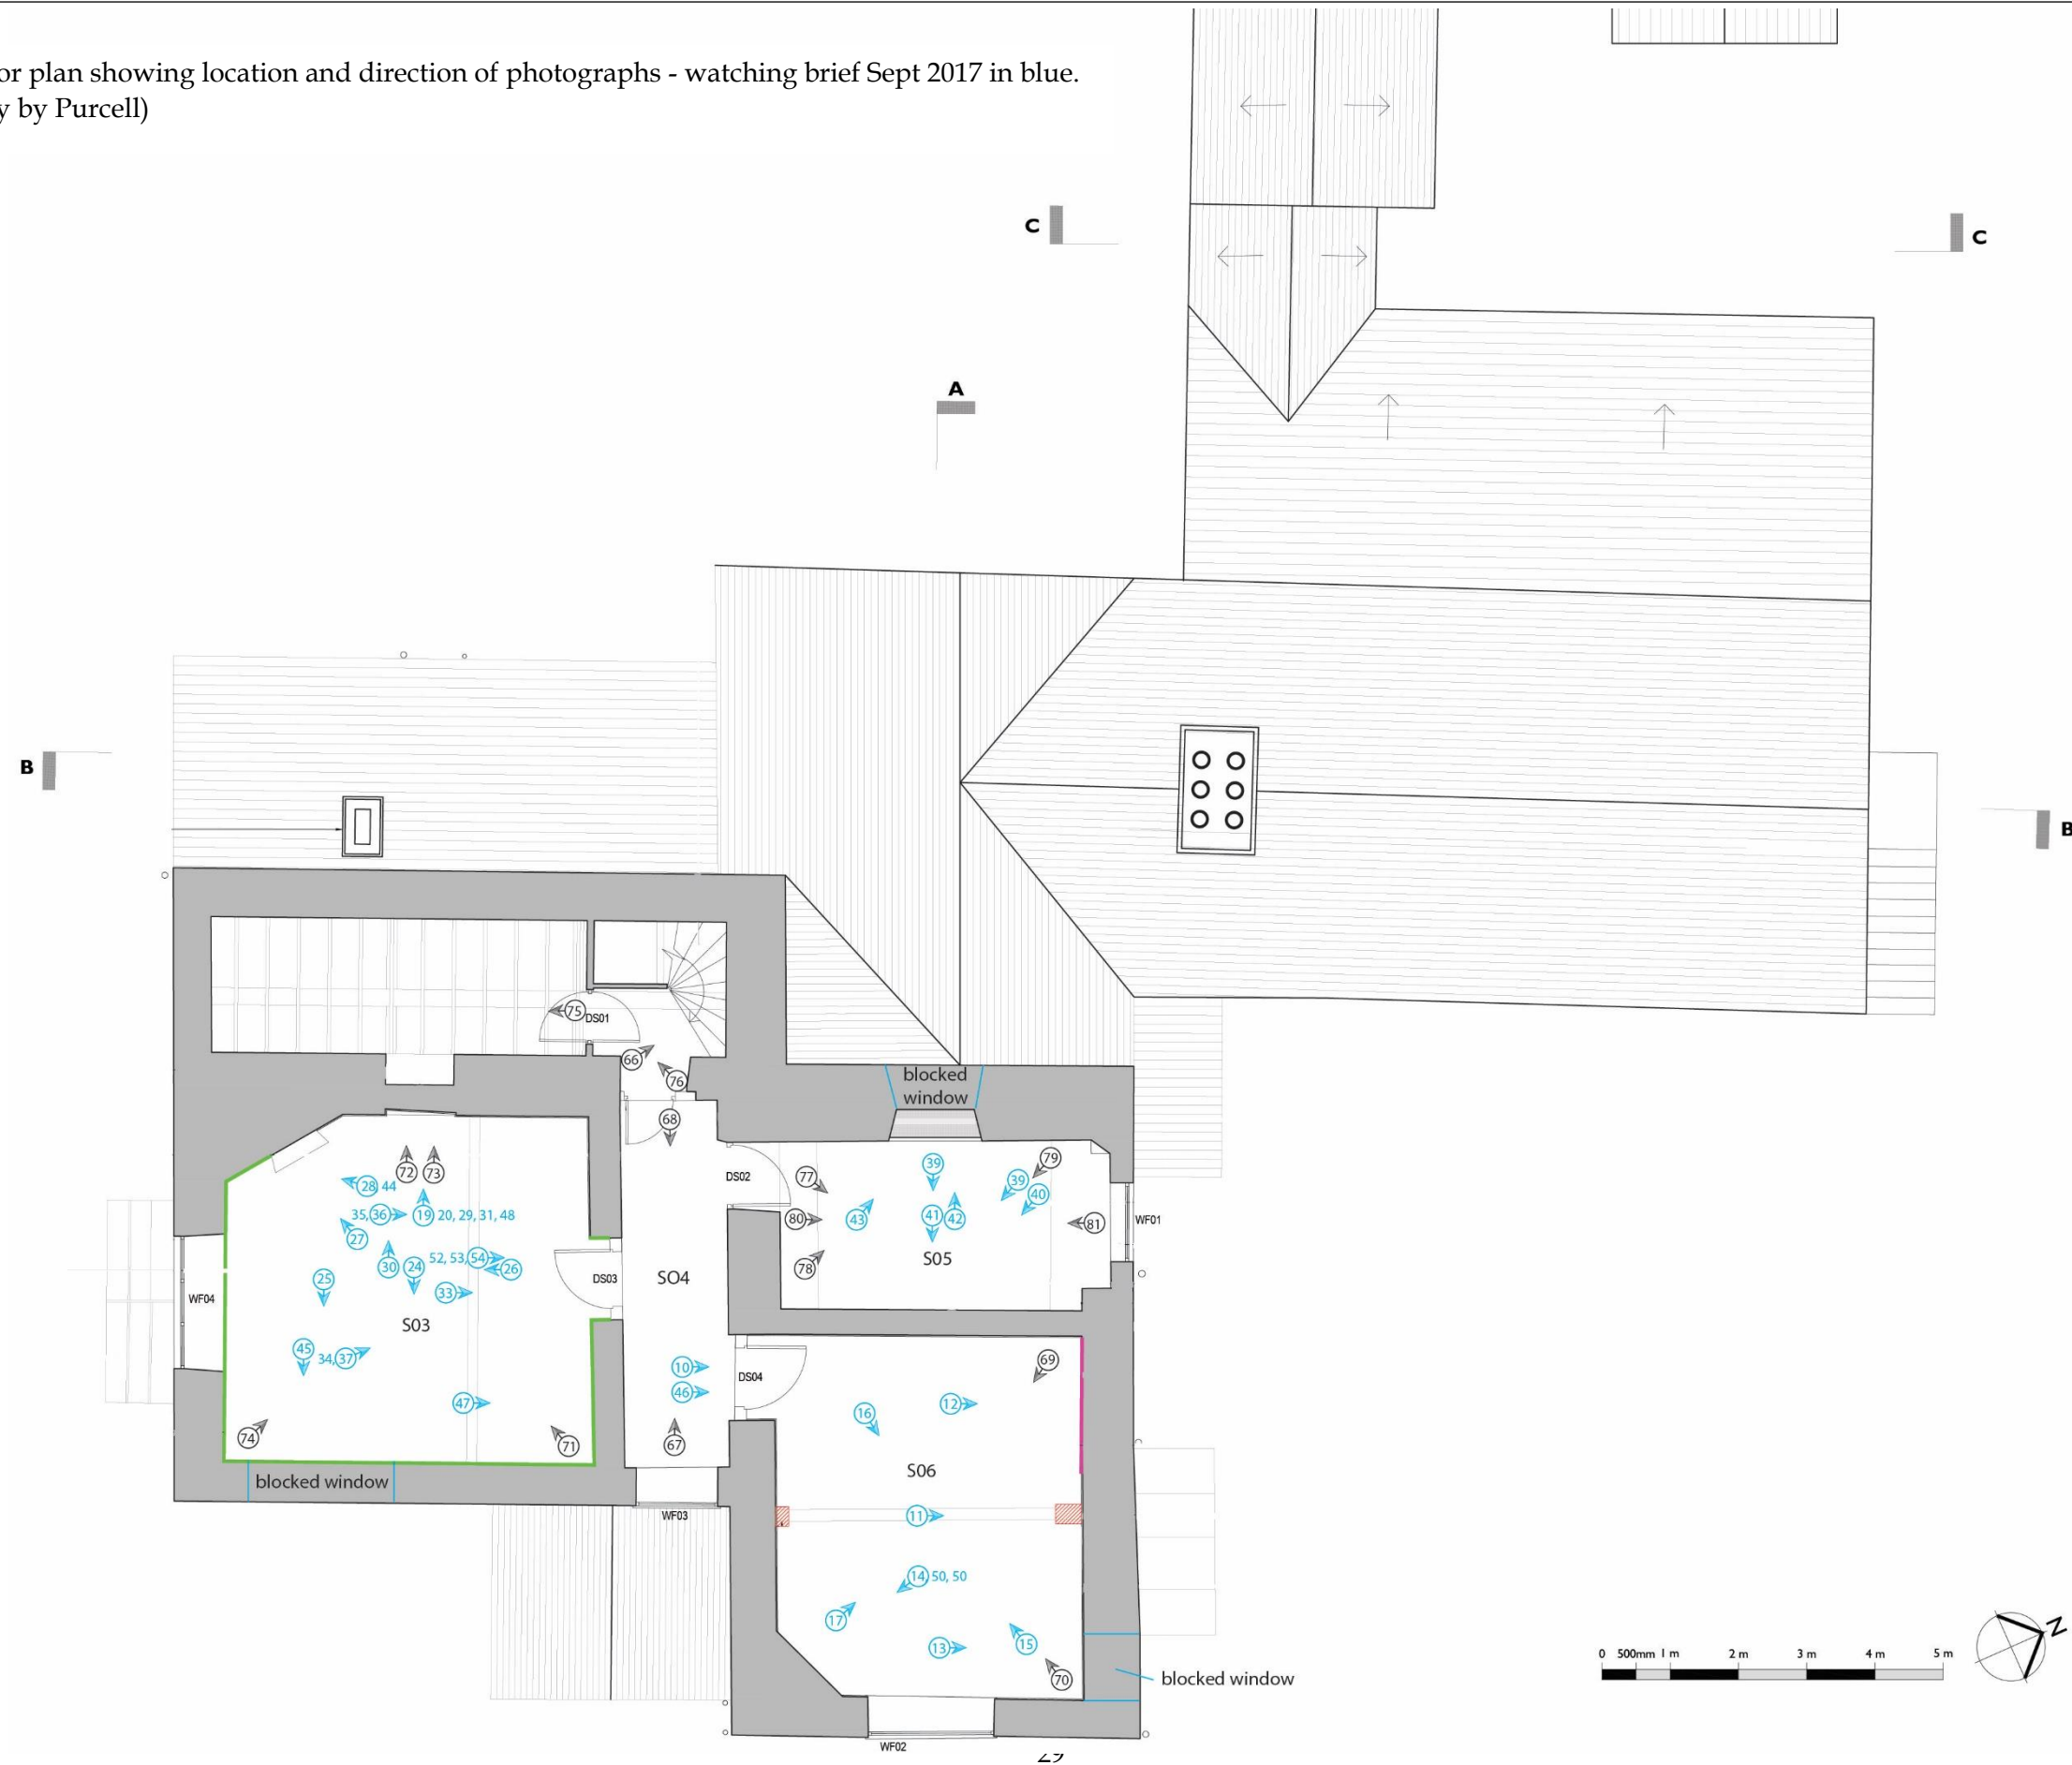 or plan showing location and direction of photographs - watching brief Sept 2017 in blue.
y by Purcell)
C
C
A
B
B
75
DS01
66
76
68
blocked
window
DS02
77
39
79
39
40
72
73
28 44
35, 36
19 20, 29, 31, 48
27
80
43
41
42
81
WF01
30
24
52, 53, 54
26
78
S05
25
33
DS03
SO4
WF04
S03
45
34, 37
10
46
DS04
69
47
16
12
74
71
67
S06
blocked window
WF03
11
14, 50, 50
17
13
15
70
blocked window
WF02
0 500mm 1 m 2 m 3 m 4 m 5 m
N